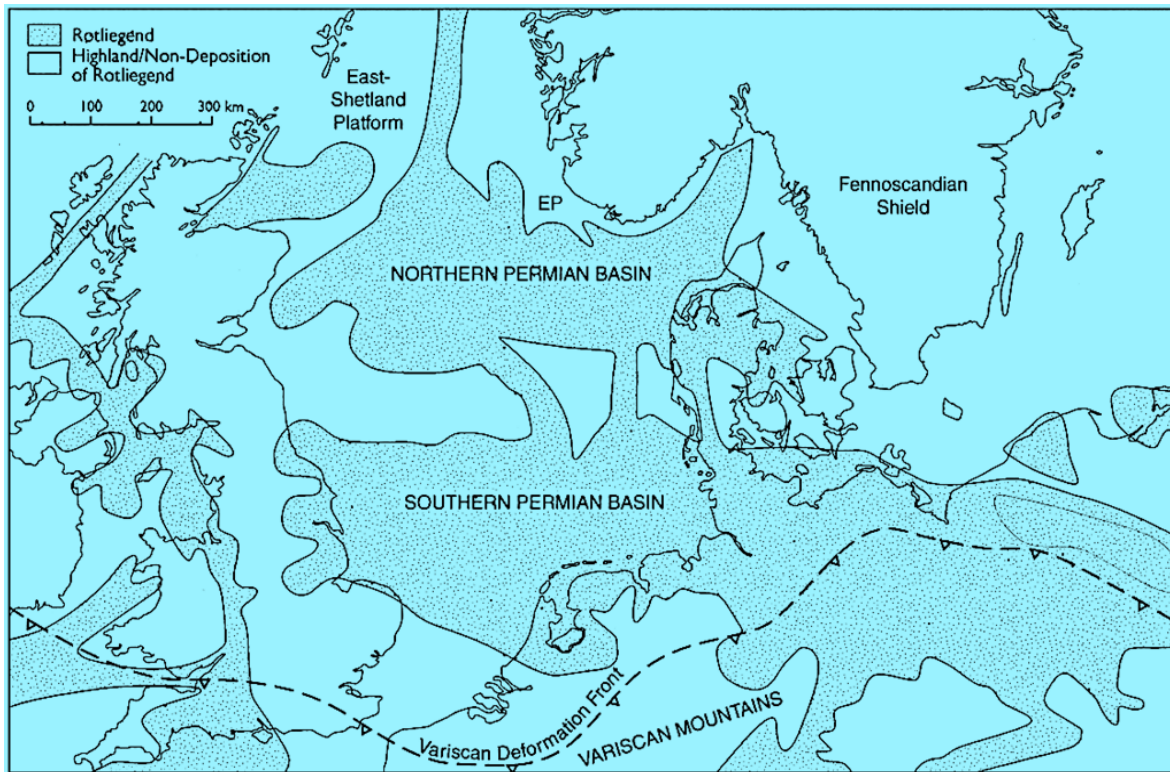 Rotliegend
Highland/Non-Deposition
of Rotliegend
0 100 200 300 km
East-
Shetland
Platform
EP
Fennoscandian
Shield
NORTHERN PERMIAN BASIN
SOUTHERN PERMIAN BASIN
Variscan Deformation Front
VARISCAN MOUNTAINS